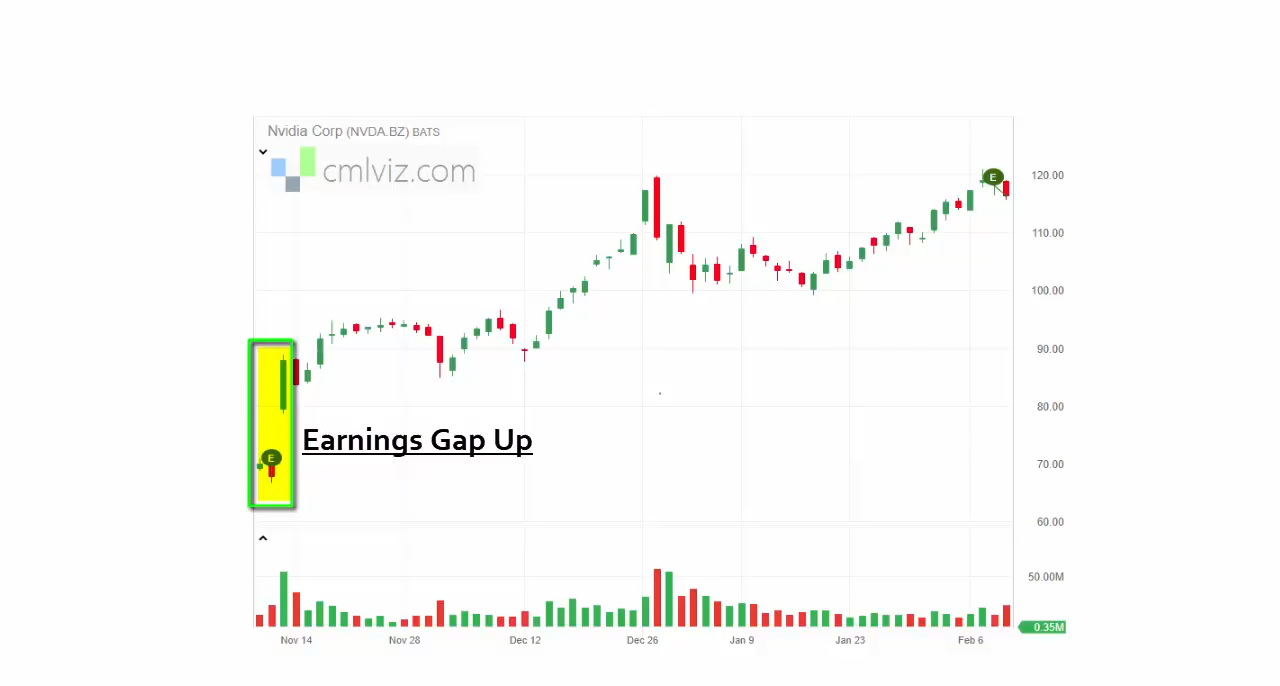 Nvidia Corp (NVDA.BZ) BATS
cmlviz.com
E
120.00
110.00
100.00
90.00
80.00
Earnings Gap Up
E
70.00
60.00
50.00M
0.35M
Nov 14 Nov 28 Dec 12 Dec 26 Jan 9 Jan 23 Feb 6